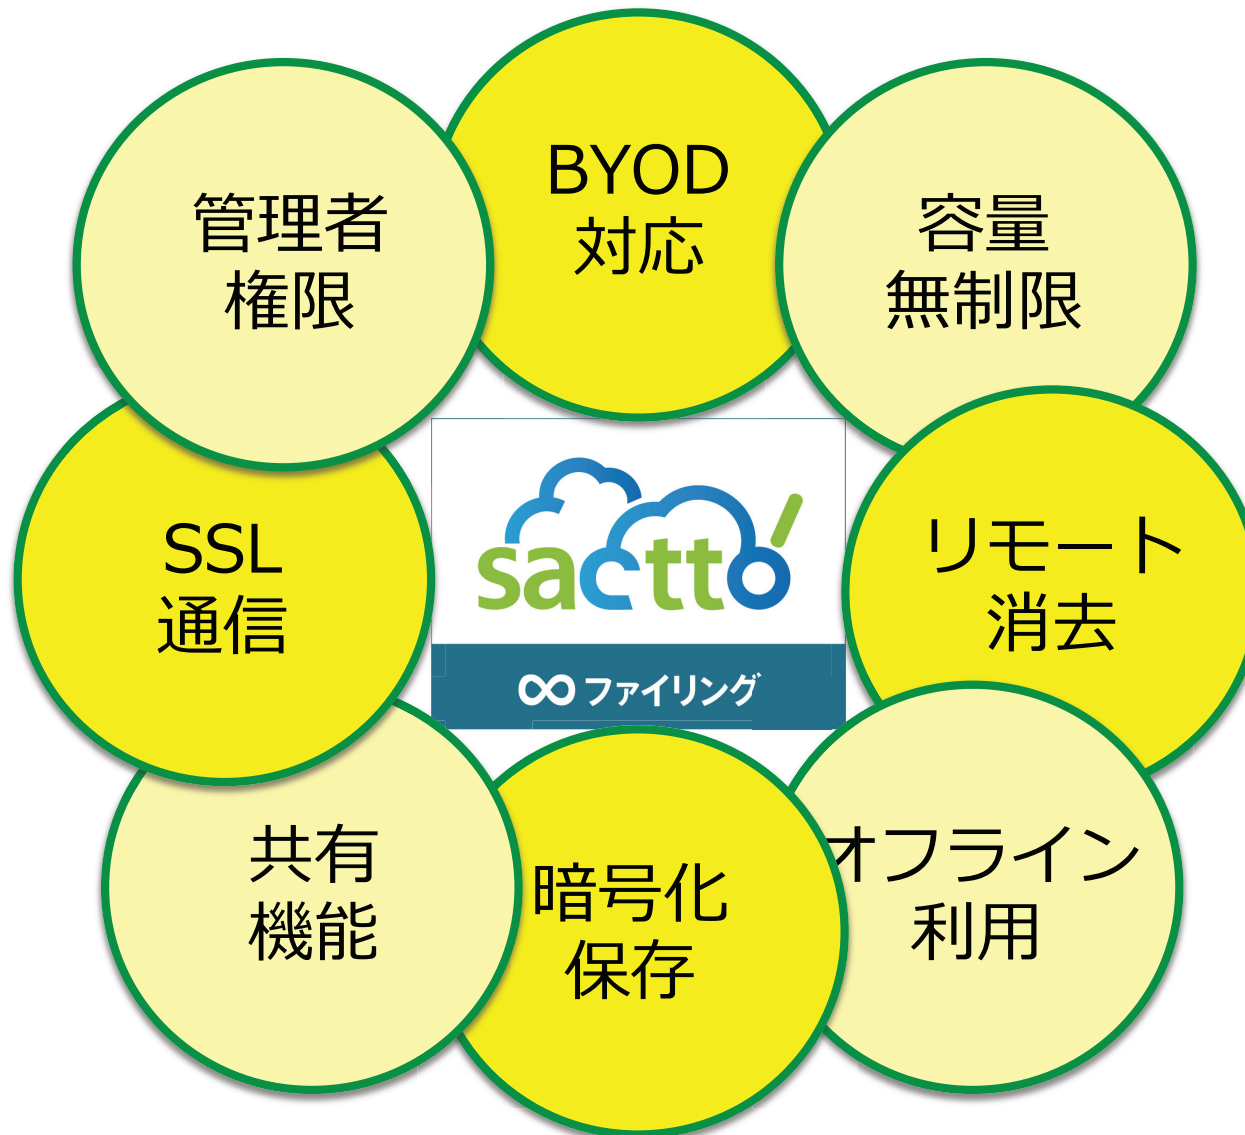 BYOD
対応
管理者
権限
容量
無制限
SSL
通信
sactto!
∞ ファイリング
リモート
消去
共有
機能
暗号化
保存
オフライン
利用